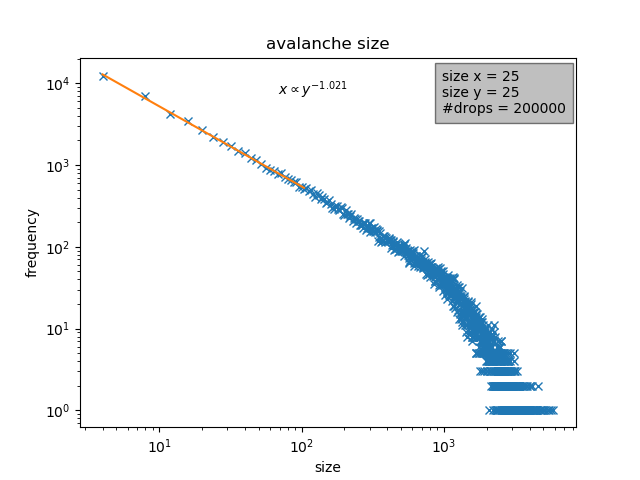 avalanche size
x ∝ y^−1.021
size x = 25
size y = 25
#drops = 200000
frequency
10^4
10^3
10^2
10^1
10^0
10^1 10^2 10^3
size